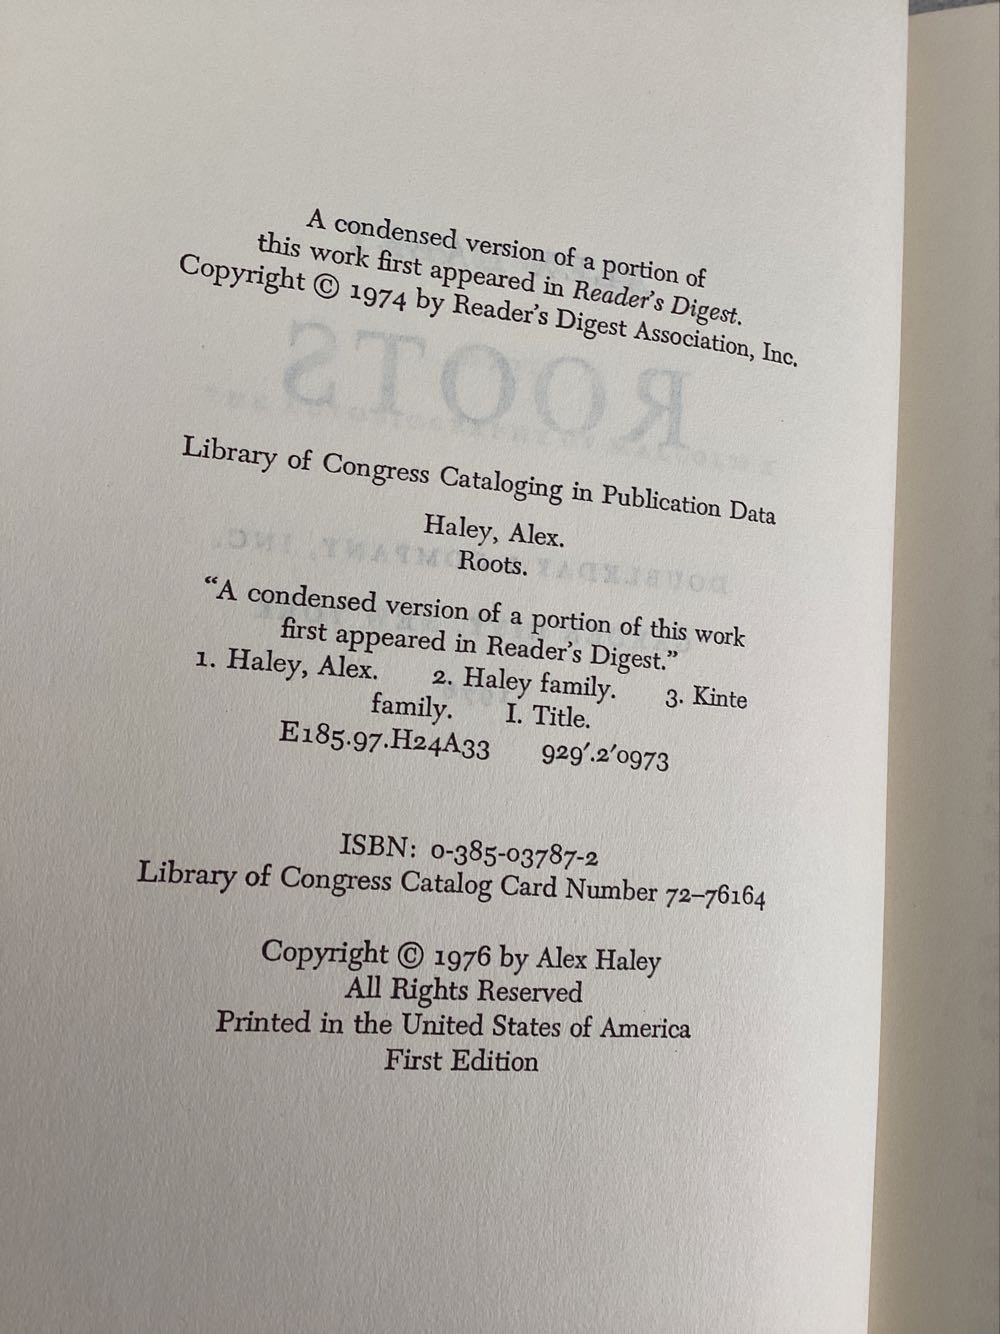 A condensed version of a portion of
this work first appeared in Reader's Digest.
Copyright © 1974 by Reader's Digest Association, Inc.
ROOTS
Library of Congress Cataloging in Publication Data
Haley, Alex.
Roots.
"A condensed version of a portion of this work
first appeared in Reader's Digest."
1. Haley, Alex. 2. Haley family. 3. Kinte
family. I. Title.
E185.97.H24A33 929'.2'0973
ISBN: 0-385-03787-2
Library of Congress Catalog Card Number 72–76164
Copyright © 1976 by Alex Haley
All Rights Reserved
Printed in the United States of America
First Edition